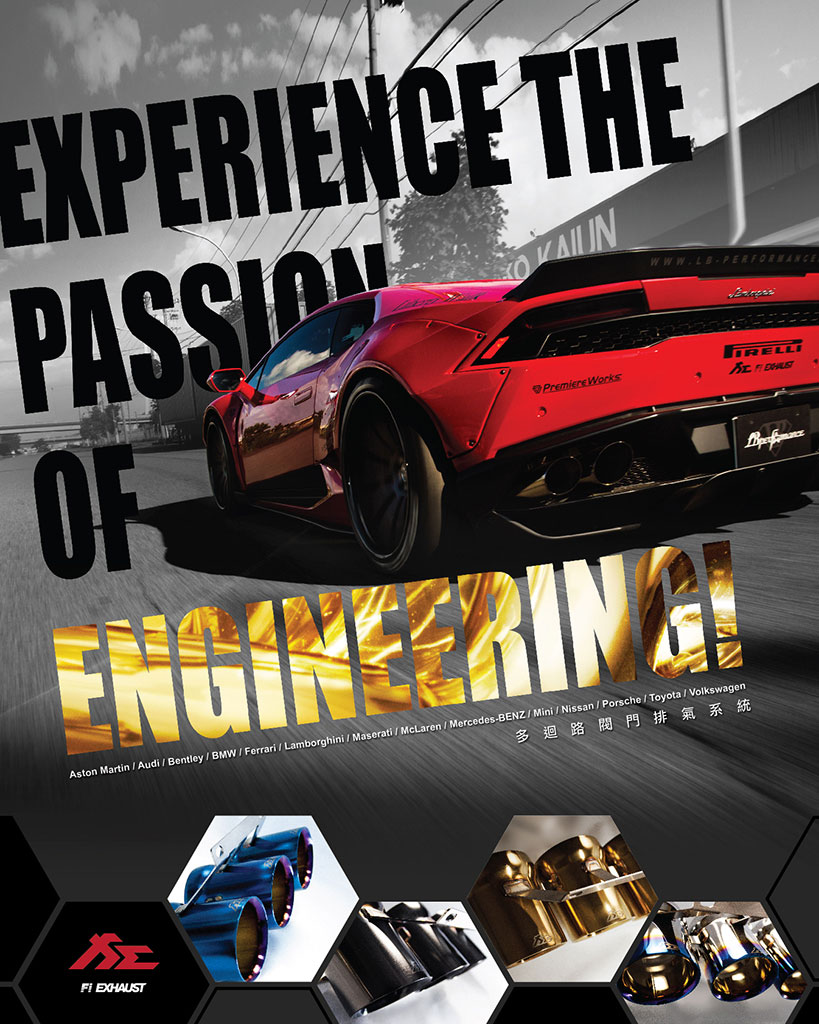 EXPERIENCE THE
PASSION
OF
ENGINEERING!
KAIUN
WWW.LB-PERFORMANCE
PIRELLI
Fi EXHAUST
PremiereWorks
LBperformance
Aston Martin / Audi / Bentley / BMW / Ferrari / Lamborghini / Maserati / McLaren / Mercedes-BENZ / Mini / Nissan / Porsche / Toyota / Volkswagen
多迴路閥門排氣系統
Fi EXHAUST